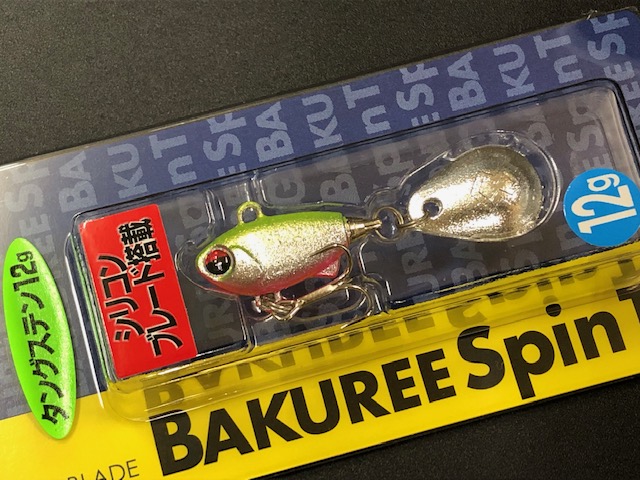 シリコン
ブレード搭載
12g
タングステン12g
BAKUREE Spin T
BLADE